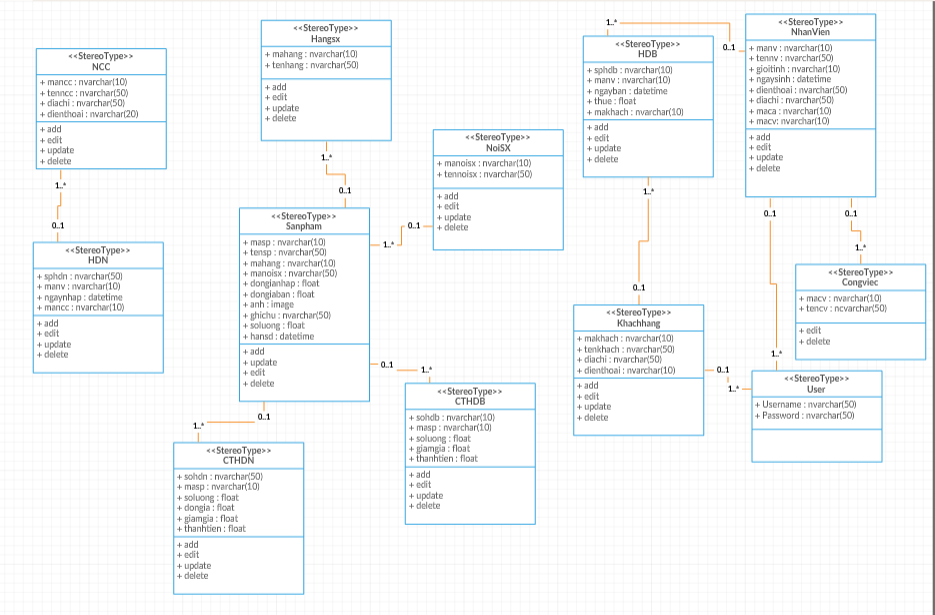 <<StereoType>>
NCC
+ mancc : nvarchar(10)
+ tenncc : nvarchar(50)
+ diachi : nvarchar(50)
+ dienthoai : nvarchar(20)
+ add
+ edit
+ update
+ delete
1..*
0..1
<<StereoType>>
HDN
+ sphdn : nvarchar(50)
+ manv : nvarchar(10)
+ ngaynhap : datetime
+ mancc : nvarchar(10)
+ add
+ edit
+ update
+ delete
<<StereoType>>
Hangsx
+ mahang : nvarchar(10)
+ tenhang : nvarchar(50)
+ add
+ edit
+ update
+ delete
1..*
0..1
<<StereoType>>
NoiSX
+ manoisx : nvarchar(10)
+ tennoisx : nvarchar(50)
+ add
+ edit
+ update
+ delete
0..1
1..*
<<StereoType>>
Sanpham
+ masp : nvarchar(10)
+ tensp : nvarchar(50)
+ mahang : nvarchar(10)
+ manoisx : nvarchar(50)
+ dongianhap : float
+ dongiaban : float
+ anh : image
+ ghichu : nvarchar(50)
+ soluong : float
+ hansd : datetime
+ add
+ update
+ edit
+ delete
0..1
1..*
0..1
1..*
<<StereoType>>
CTHDN
+ sohdn : nvarchar(50)
+ masp : nvarchar(10)
+ soluong : float
+ dongia : float
+ giamgia : float
+ thanhtien : float
+ add
+ edit
+ update
+ delete
<<StereoType>>
CTHDB
+ sohdb : nvarchar(10)
+ masp : nvarchar(10)
+ soluong : float
+ giamgia : float
+ thanhtien : float
+ add
+ edit
+ update
+ delete
1..*
0..1
<<StereoType>>
HDB
+ sphdb : nvarchar(10)
+ manv : nvarchar(10)
+ ngayban : datetime
+ thue : float
+ makhach : nvarchar(10)
+ add
+ edit
+ update
+ delete
1..*
0..1
<<StereoType>>
Khachhang
+ makhach : nvarchar(10)
+ tenkhach : nvarchar(50)
+ diachi : nvarchar(50)
+ dienthoai : nvarchar(10)
+ add
+ edit
+ update
+ delete
0..1
1..*
<<StereoType>>
NhanVien
+ manv : nvarchar(10)
+ tennv : nvarchar(50)
+ gioitinh : nvarchar(10)
+ ngaysinh : datetime
+ dienthoai : nvarchar(50)
+ diachi : nvarchar(50)
+ maca : nvarchar(10)
+ macv: nvarchar(10)
+ add
+ edit
+ update
+ delete
0..1
0..1
1..*
1..*
<<StereoType>>
Congviec
+ macv : nvarchar(10)
+ tencv : ncvarchar(50)
+ edit
+ delete
<<StereoType>>
User
+ Username : nvarchar(50)
+ Password : nvarchar(50)